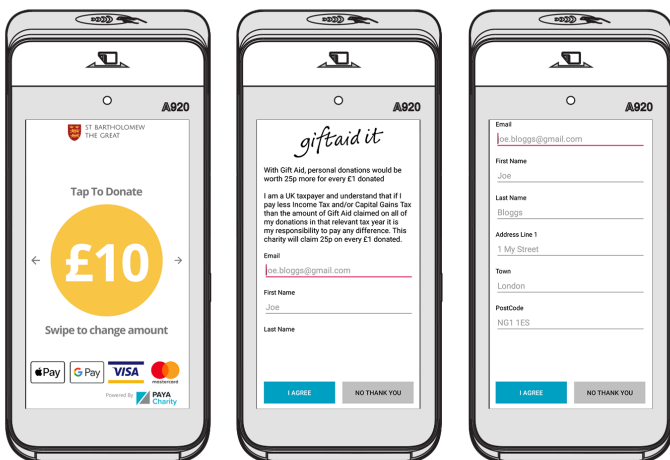 A920
ST BARTHOLOMEW
THE GREAT
Tap To Donate
£10
Swipe to change amount
Pay
G Pay
VISA
mastercard
Powered By PAYA
Charity
A920
giftaid it
With Gift Aid, personal donations would be
worth 25p more for every £1 donated
I am a UK taxpayer and understand that if I
pay less Income Tax and/or Capital Gains Tax
than the amount of Gift Aid claimed on all of
my donations in that relevant tax year it is
my responsibility to pay any difference. This
charity will claim 25p on every £1 donated.
Email
joe.bloggs@gmail.com
First Name
Joe
Last Name
I AGREE
NO THANK YOU
A920
Email
joe.bloggs@gmail.com
First Name
Joe
Last Name
Bloggs
Address Line 1
1 My Street
Town
London
PostCode
NG1 1ES
I AGREE
NO THANK YOU